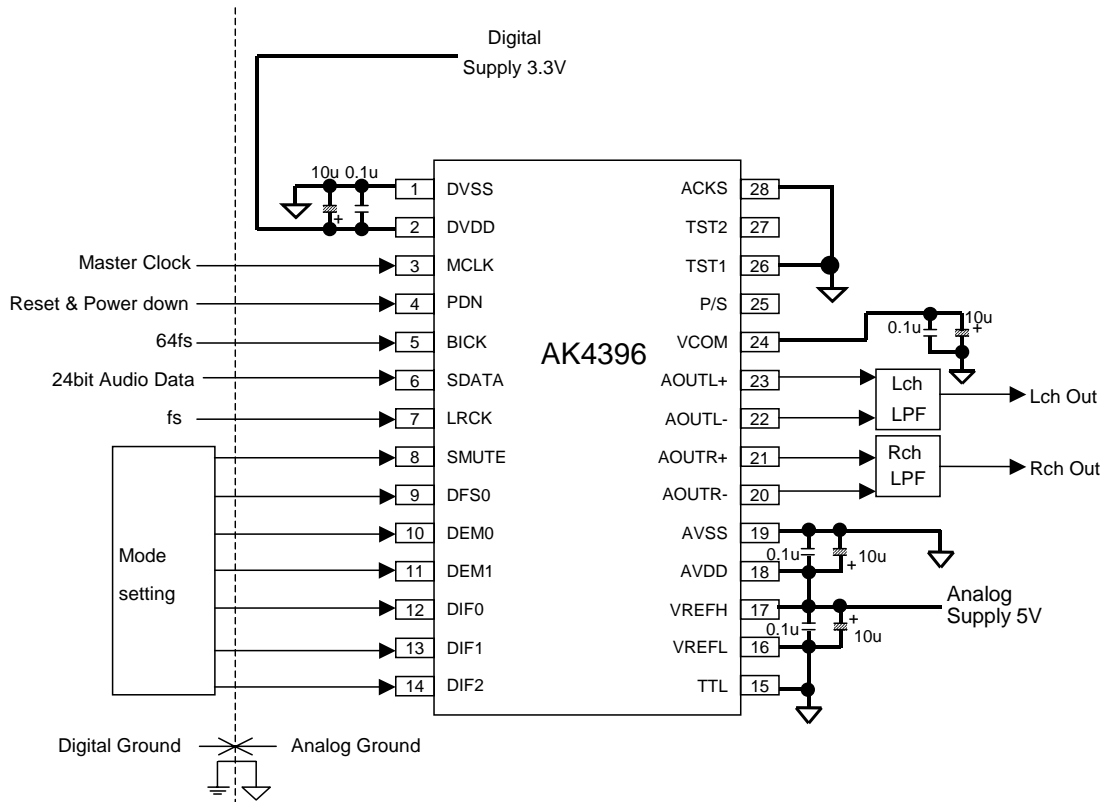 Digital
Supply 3.3V
10u 0.1u
1 DVSS
2 DVDD
+
Master Clock
3 MCLK
Reset & Power down
4 PDN
64fs
5 BICK
24bit Audio Data
6 SDATA
fs
7 LRCK
8 SMUTE
9 DFS0
10 DEM0
11 DEM1
12 DIF0
13 DIF1
14 DIF2
Mode
setting
AK4396
ACKS 28
TST2 27
TST1 26
P/S 25
VCOM 24
0.1u
10u
+
AOUTL+ 23
AOUTL- 22
Lch
LPF
Lch Out
AOUTR+ 21
AOUTR- 20
Rch
LPF
Rch Out
AVSS 19
0.1u
+ 10u
AVDD 18
VREFH 17
Analog
Supply 5V
0.1u
+
10u
VREFL 16
TTL 15
Digital Ground
Analog Ground